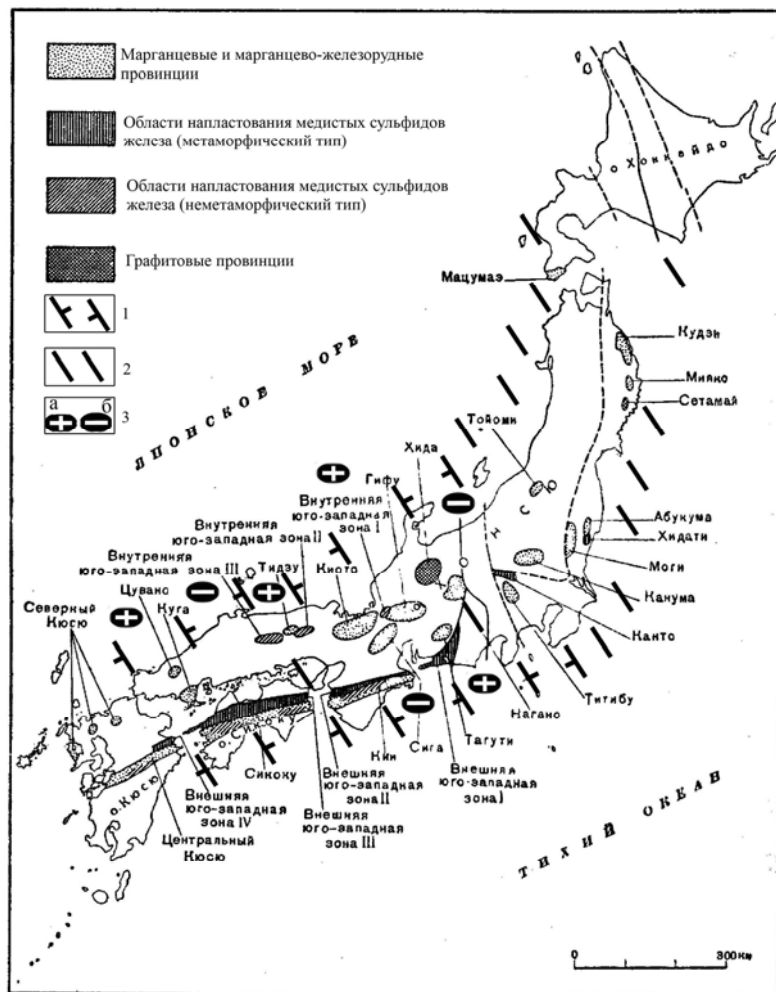 Марганцевые и марганцево-железорудные
провинции
Области напластования медистых сульфидов
железа (метаморфический тип)
Области напластования медистых сульфидов
железа (неметаморфический тип)
Графитовые провинции
1
2
а б
3
о. Хоккайдо
Мацумаэ
ЯПОНСКОЕ МОРЕ
Кудзи
Мияко
Сетамай
Тойоми
Хида
Гифу
Внутренняя
юго-западная
зона I
Внутренняя
юго-западная
зона II
Внутренняя
юго-западная зона III
Тидзу
Киото
Цувано
Куга
Северный
Кюсю
Абукума
Хидати
Моги
Канума
Канто
Титибу
Нагано
Тагути
Сига
Кии
Внешняя
юго-западная
зона I
Внешняя
юго-западная
зона II
Внешняя
юго-западная
зона III
Сикоку
Внешняя
юго-западная
зона IV
Центральный
Кюсю
о. Кюсю
о. Сикоку
ТИХИЙ ОКЕАН
0 300 км